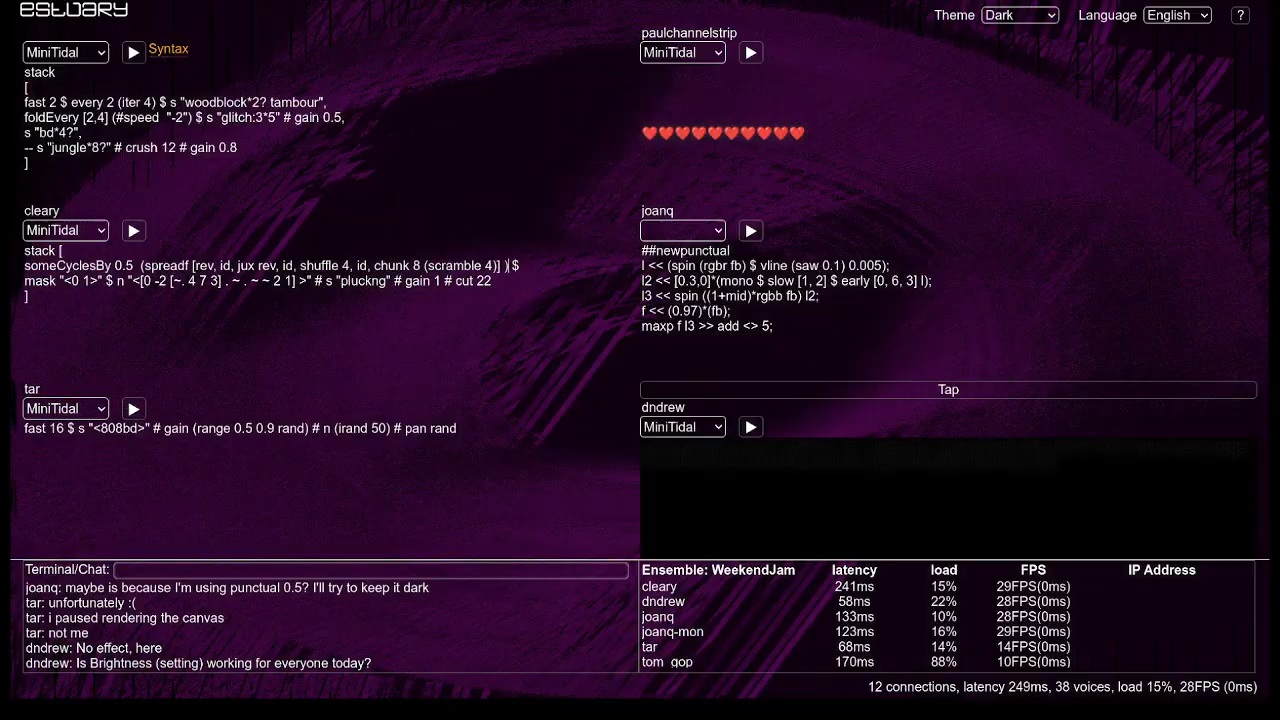 estuary
Theme Dark Language English ?
MiniTidal Syntax
stack
[
fast 2 $ every 2 (iter 4) $ s "woodblock*2? tambour",
foldEvery [2,4] (#speed "-2") $ s "glitch:3*5" # gain 0.5,
s "bd*4?",
-- s "jungle*8?" # crush 12 # gain 0.8
]
paulchannelstrip
MiniTidal
❤️❤️❤️❤️❤️❤️❤️❤️❤️❤️
cleary
MiniTidal
stack [
someCyclesBy 0.5 (spreadf [rev, id, jux rev, id, shuffle 4, id, chunk 8 (scramble 4)] ) $
mask "<0 1>" $ n "<[0 -2 [~. 4 7 3] . ~ . ~ ~ 2 1] >" # s "pluckng" # gain 1 # cut 22
]
joanq
##newpunctual
l << (spin (rgbr fb) $ vline (saw 0.1) 0.005);
l2 << [0.3,0]*(mono $ slow [1, 2] $ early [0, 6, 3] l);
l3 << spin ((1+mid)*rgbb fb) l2;
f << (0.97)*(fb);
maxp f l3 >> add <> 5;
tar
MiniTidal
fast 16 $ s "<808bd>" # gain (range 0.5 0.9 rand) # n (irand 50) # pan rand
Tap
dndrew
MiniTidal
Terminal/Chat:
joanq: maybe is because I'm using punctual 0.5? I'll try to keep it dark
tar: unfortunately :(
tar: i paused rendering the canvas
tar: not me
dndrew: No effect, here
dndrew: Is Brightness (setting) working for everyone today?
Ensemble: WeekendJam latency load FPS IP Address
cleary 241ms 15% 29FPS(0ms)
dndrew 58ms 22% 28FPS(0ms)
joanq 133ms 10% 28FPS(0ms)
joanq-mon 123ms 16% 29FPS(0ms)
tar 68ms 14% 14FPS(0ms)
tom_gop 170ms 88% 10FPS(0ms)
12 connections, latency 249ms, 38 voices, load 15%, 28FPS (0ms)